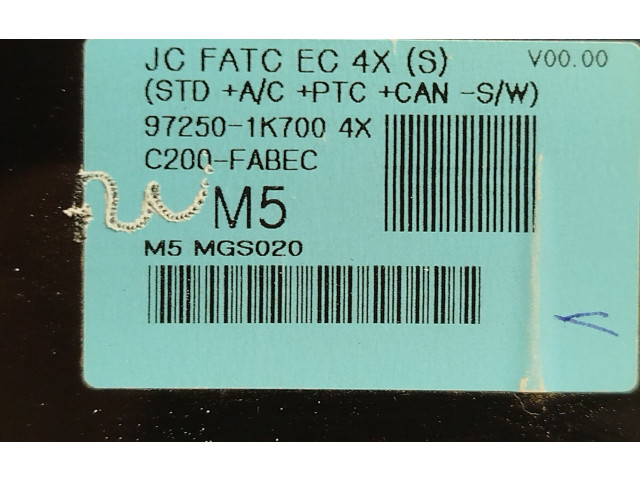 JC FATC EC 4X (S) V00.00
(STD +A/C +PTC +CAN -S/W)
97250-1K700 4X
C200-FABEC
M5
M5 MGS020